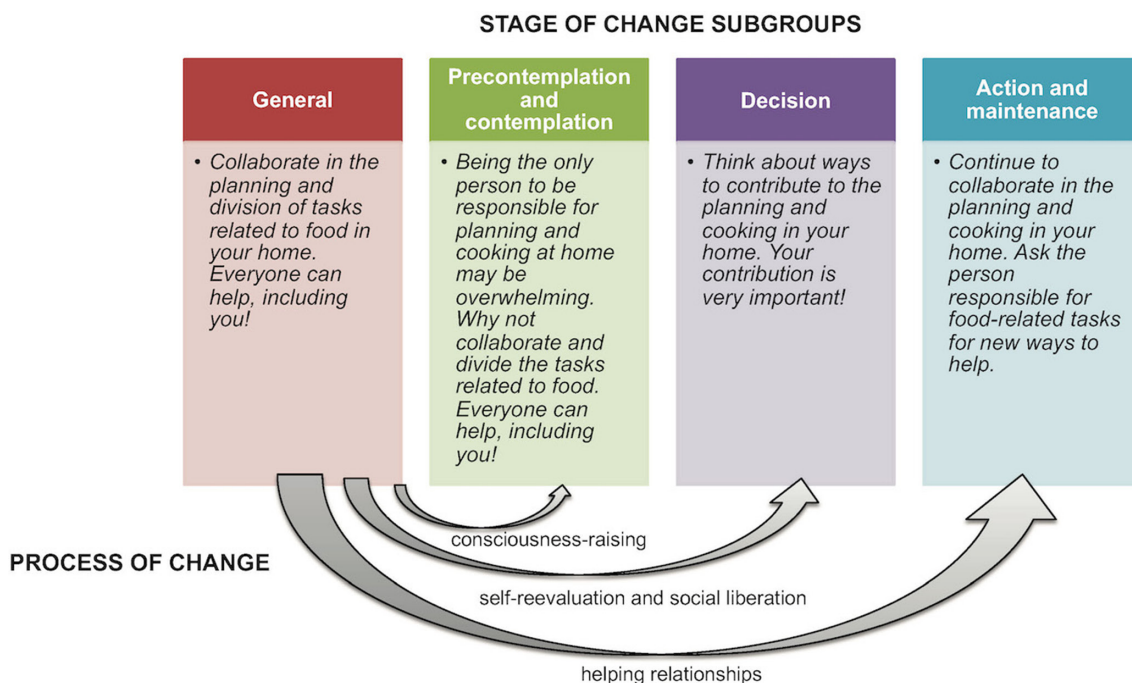 STAGE OF CHANGE SUBGROUPS
General
• Collaborate in the
planning and
division of tasks
related to food in
your home.
Everyone can
help, including
you!
Precontemplation
and
contemplation
• Being the only
person to be
responsible for
planning and
cooking at home
may be
overwhelming.
Why not
collaborate and
divide the tasks
related to food.
Everyone can
help, including
you!
Decision
• Think about ways
to contribute to the
planning and
cooking in your
home. Your
contribution is
very important!
Action and
maintenance
• Continue to
collaborate in the
planning and
cooking in your
home. Ask the
person
responsible for
food-related tasks
for new ways to
help.
PROCESS OF CHANGE
consciousness-raising
self-reevaluation and social liberation
helping relationships